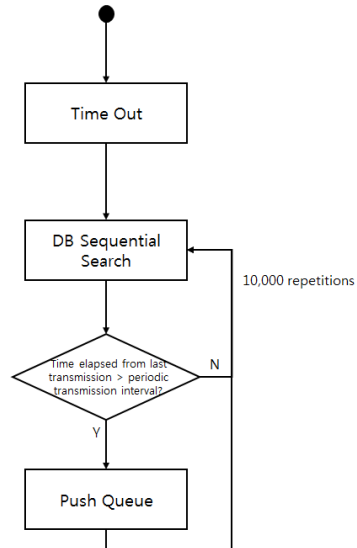 Time Out
DB Sequential
Search
10,000 repetitions
Time elapsed from last
transmission > periodic
transmission interval?
N
Y
Push Queue